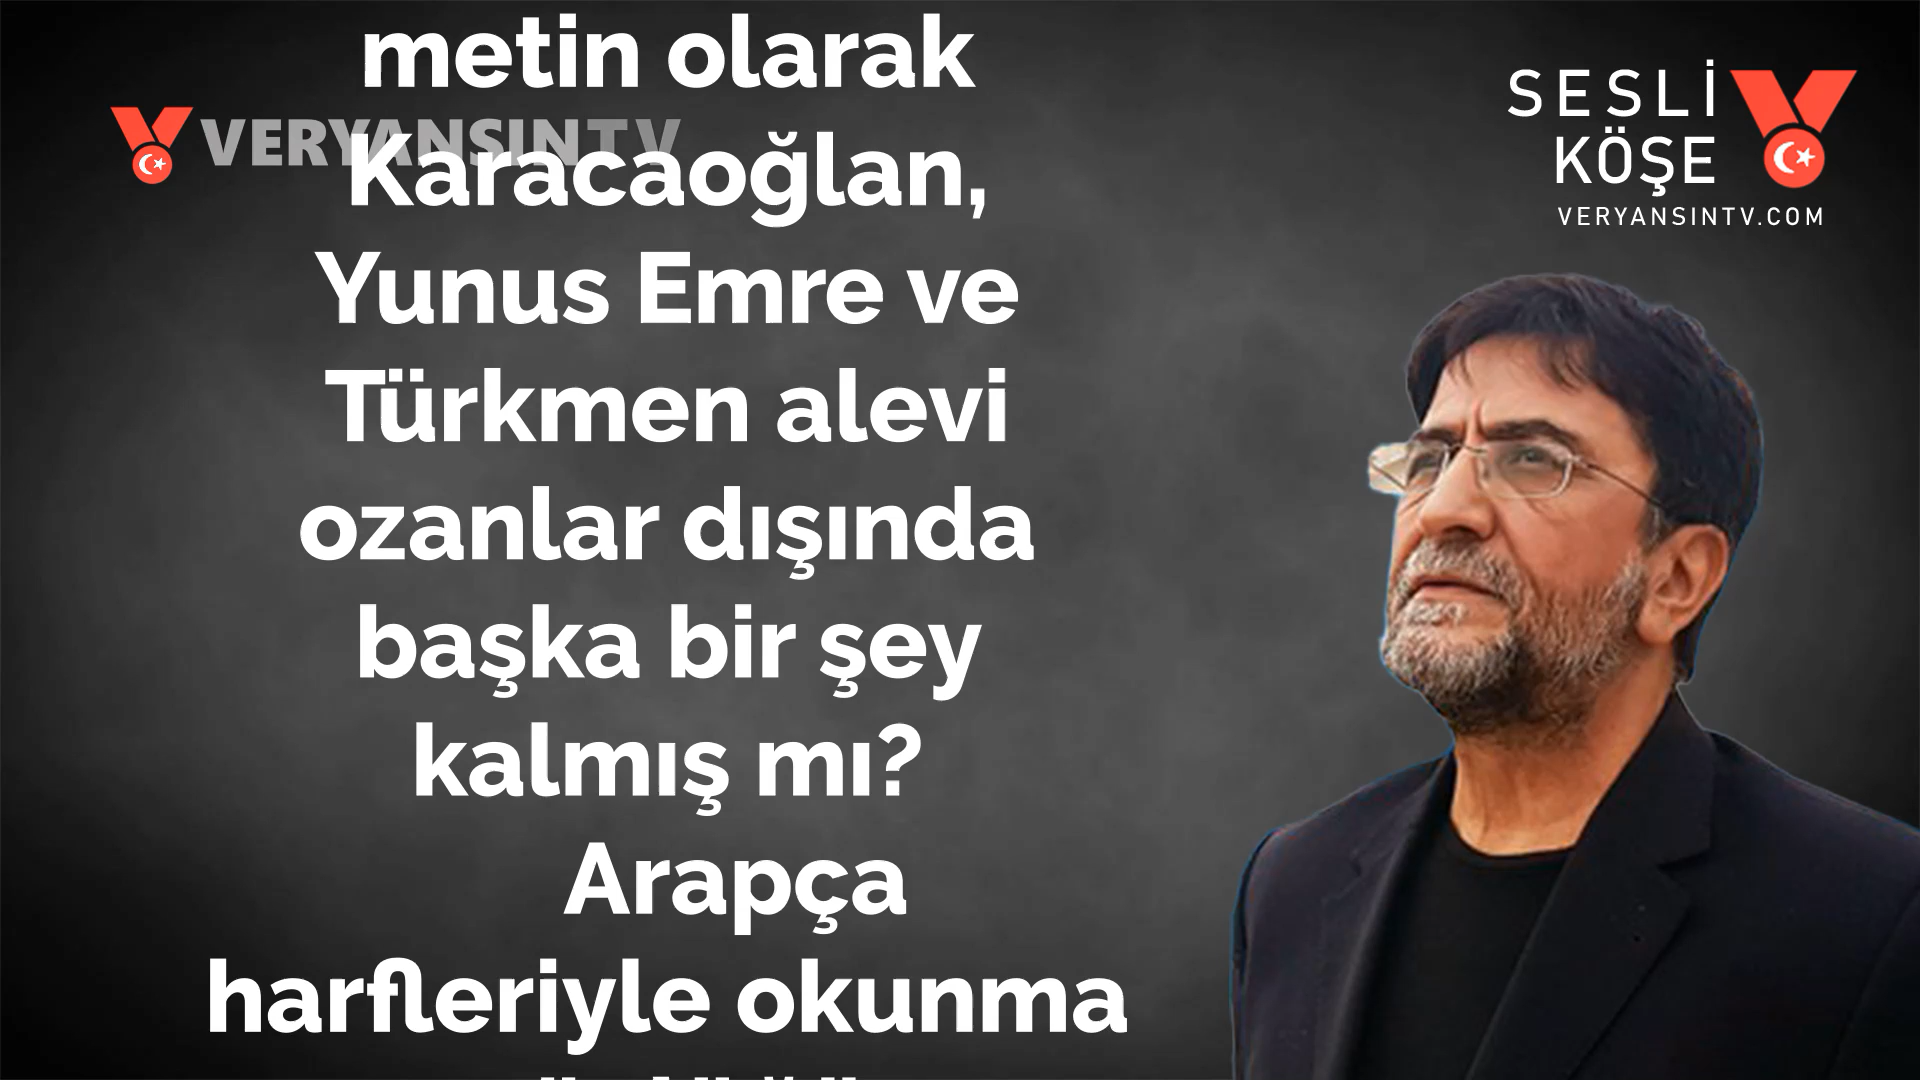 metin olarak
VERYANSINTV
Karacaoğlan,
Yunus Emre ve
Türkmen alevi
ozanlar dışında
başka bir şey
kalmış mı?
Arapça
harfleriyle okunma
SESLİ
KÖŞE
VERYANSINTV.COM